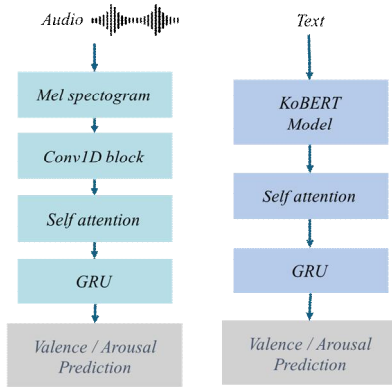 Audio
Mel spectogram
Conv1D block
Self attention
GRU
Valence / Arousal
Prediction
Text
KoBERT
Model
Self attention
GRU
Valence / Arousal
Prediction